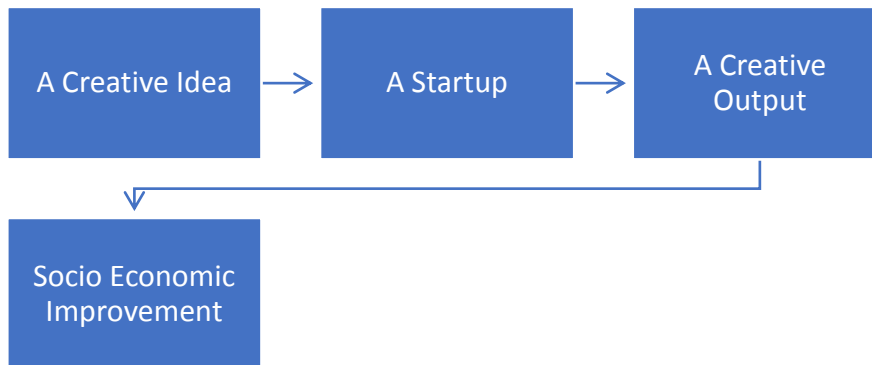 A Creative Idea
A Startup
A Creative
Output
Socio Economic
Improvement